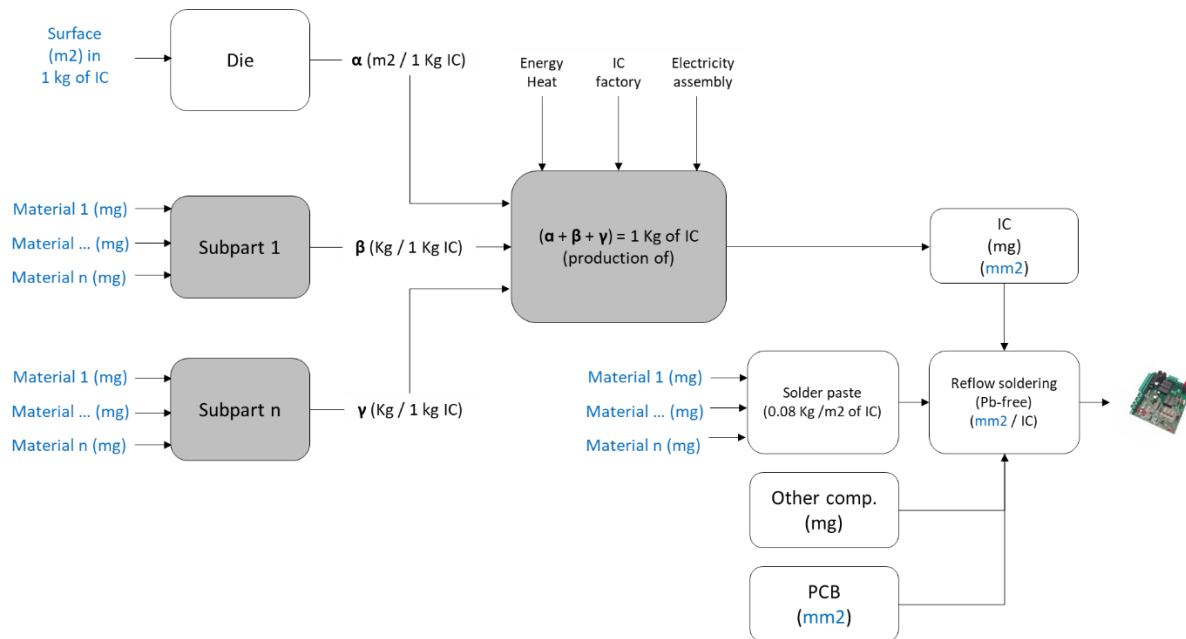 Surface
(m2) in
1 kg of IC
Die
α (m2 / 1 Kg IC)
Energy
Heat
IC
factory
Electricity
assembly
Material 1 (mg)
Material ... (mg)
Material n (mg)
Subpart 1
β (Kg / 1 Kg IC)
(α + β + γ) = 1 Kg of IC
(production of)
IC
(mg)
(mm2)
Material 1 (mg)
Material ... (mg)
Material n (mg)
Subpart n
γ (Kg / 1 kg IC)
Material 1 (mg)
Material ... (mg)
Material n (mg)
Solder paste
(0.08 Kg /m2 of IC)
Reflow soldering
(Pb-free)
(mm2 / IC)
Other comp.
(mg)
PCB
(mm2)